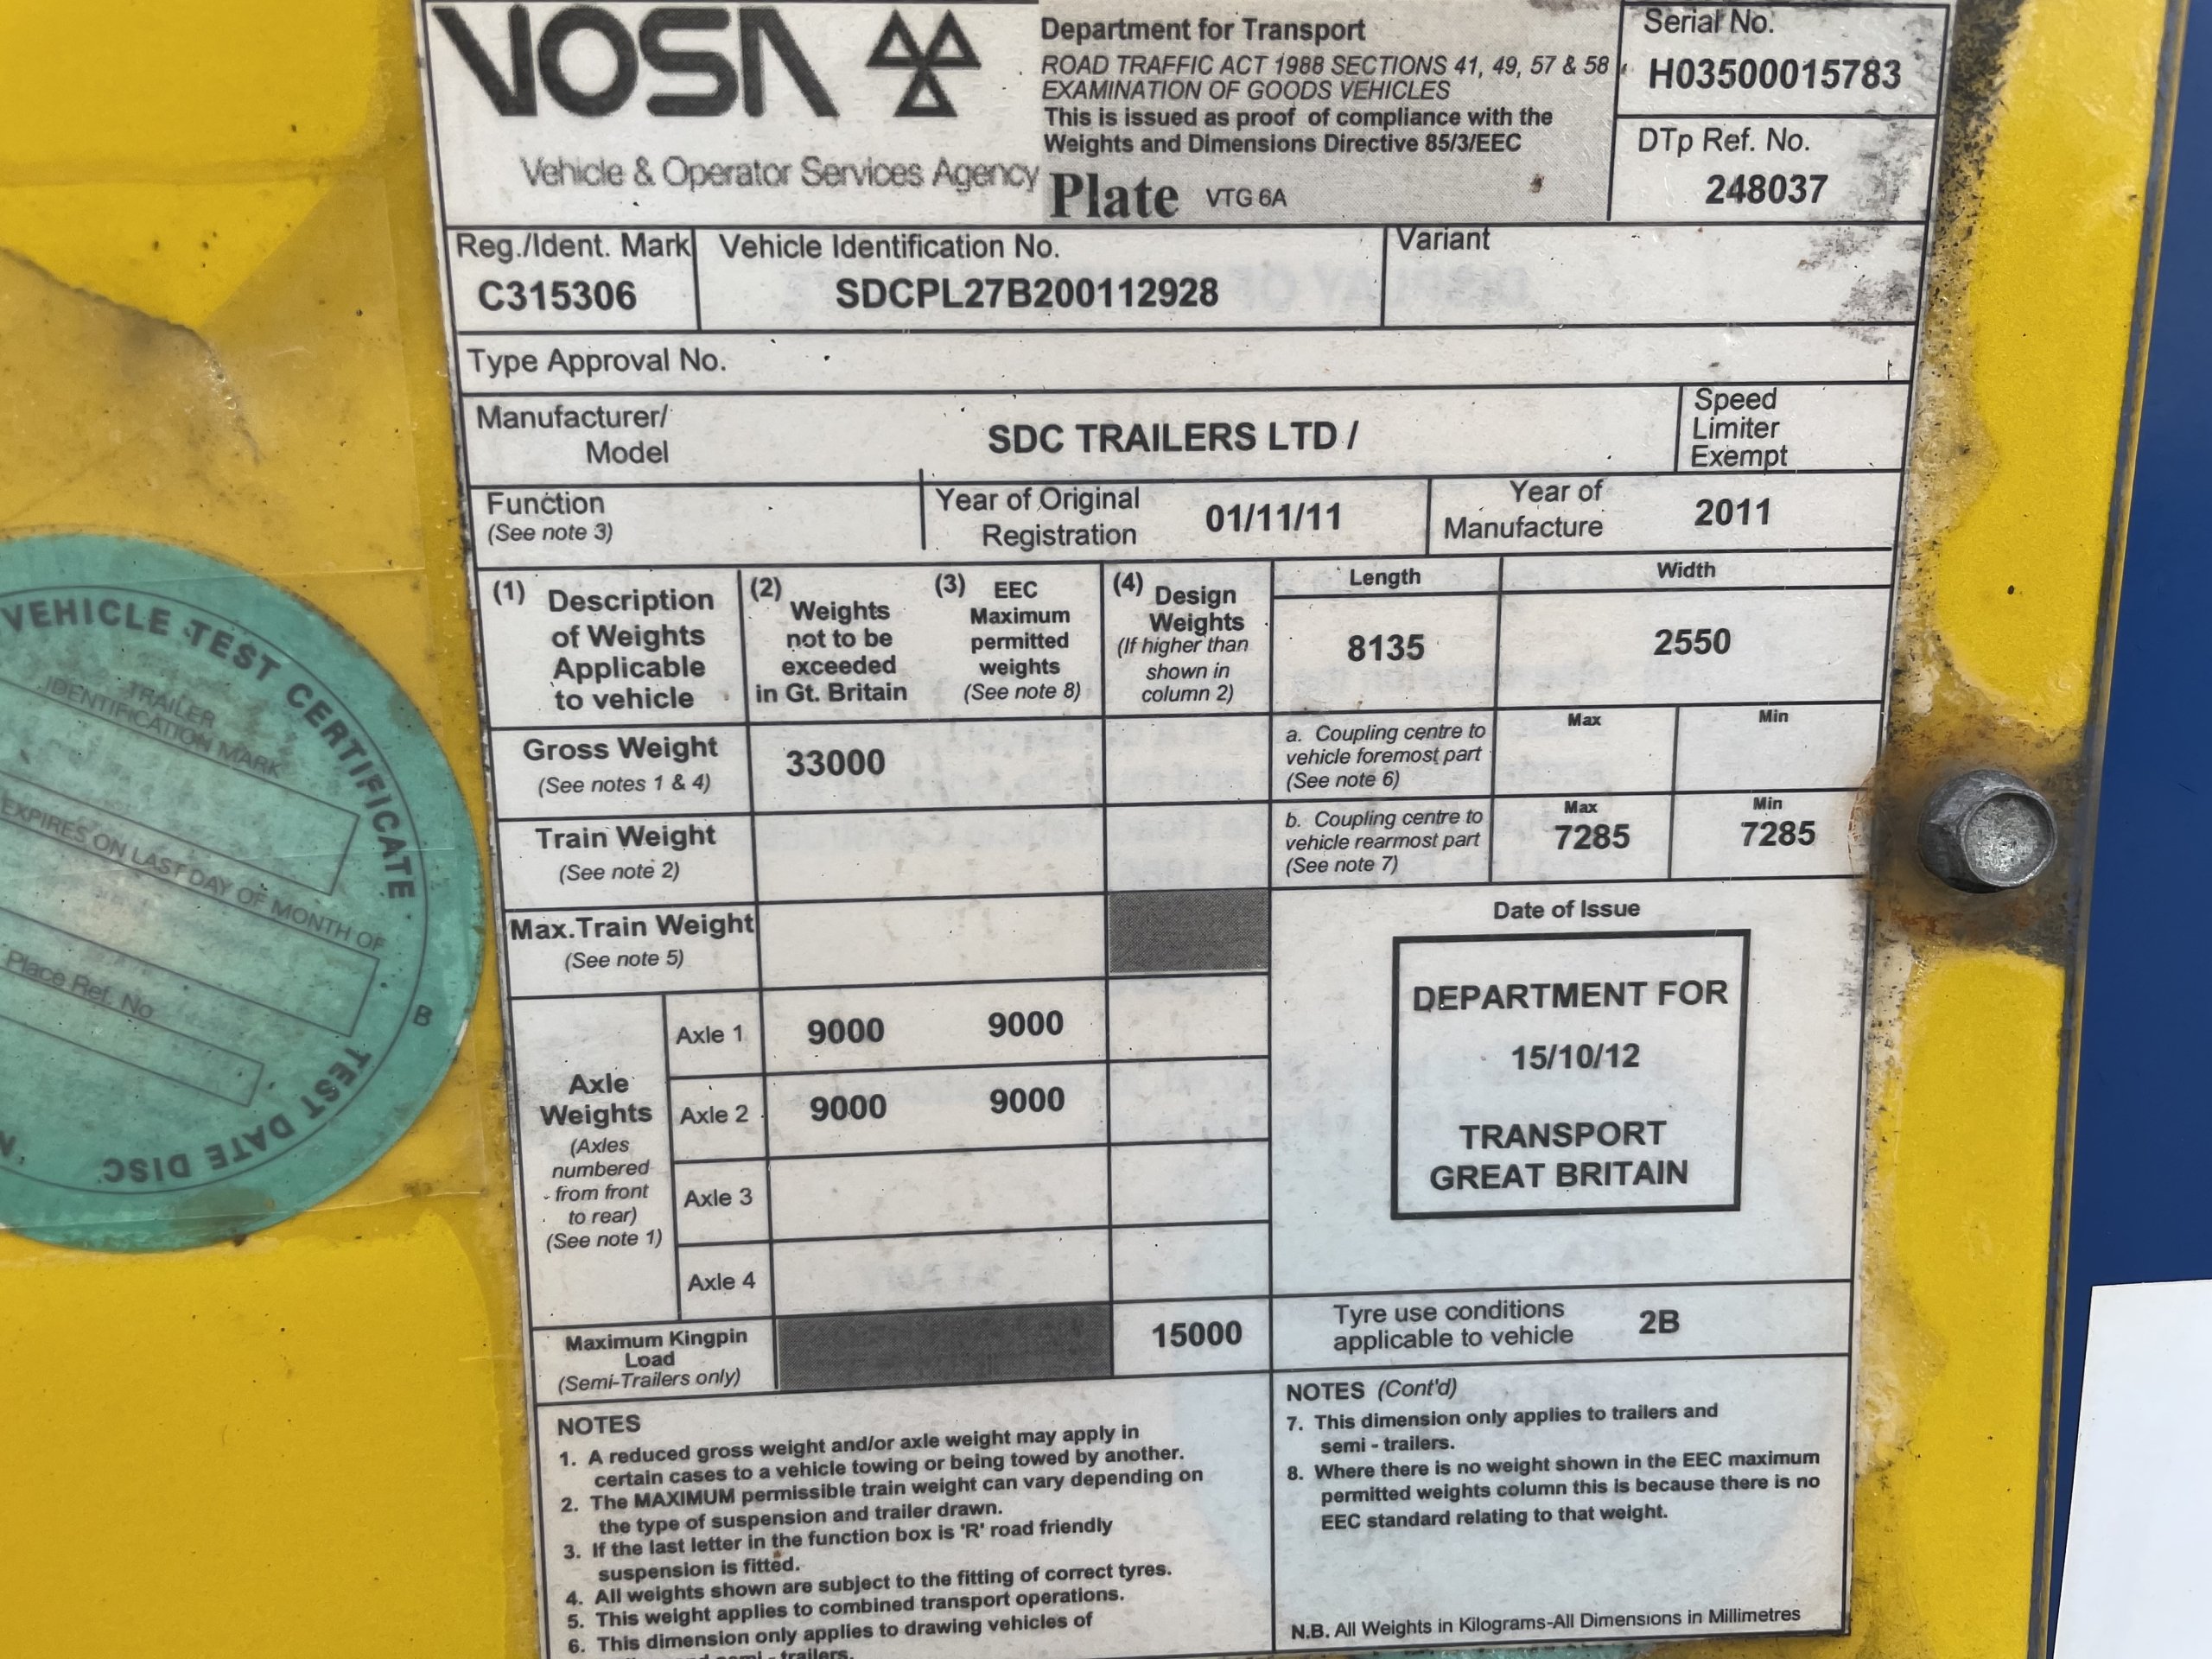 VOSA
Department for Transport
ROAD TRAFFIC ACT 1988 SECTIONS 41, 49, 57 & 58
EXAMINATION OF GOODS VEHICLES
This is issued as proof of compliance with the
Weights and Dimensions Directive 85/3/EEC
Vehicle & Operator Services Agency
Plate VTG 6A
Serial No.
H03500015783
DTp Ref. No.
248037
Reg./Ident. Mark
C315306
Vehicle Identification No.
SDCPL27B200112928
Variant
Type Approval No.
Manufacturer/
Model
SDC TRAILERS LTD /
Speed
Limiter
Exempt
Function
(See note 3)
Year of Original
Registration
01/11/11
Year of
Manufacture
2011
(1) Description
of Weights
Applicable
to vehicle
(2) Weights
not to be
exceeded
in Gt. Britain
(3) EEC
Maximum
permitted
weights
(See note 8)
(4) Design
Weights
(If higher than
shown in
column 2)
Length
8135
Width
2550
Gross Weight
(See notes 1 & 4)
33000
a. Coupling centre to
vehicle foremost part
(See note 6)
Max
Min
Train Weight
(See note 2)
b. Coupling centre to
vehicle rearmost part
(See note 7)
Max
7285
Min
7285
Max.Train Weight
(See note 5)
Date of Issue
DEPARTMENT FOR
15/10/12
TRANSPORT
GREAT BRITAIN
Axle
Weights
(Axles
numbered
from front
to rear)
(See note 1)
Axle 1 9000 9000
Axle 2 9000 9000
Axle 3
Axle 4
Maximum Kingpin
Load
(Semi-Trailers only)
15000
Tyre use conditions
applicable to vehicle
2B
NOTES
1. A reduced gross weight and/or axle weight may apply in
certain cases to a vehicle towing or being towed by another.
2. The MAXIMUM permissible train weight can vary depending on
the type of suspension and trailer drawn.
3. If the last letter in the function box is 'R' road friendly
suspension is fitted.
4. All weights shown are subject to the fitting of correct tyres.
5. This weight applies to combined transport operations.
6. This dimension only applies to drawing vehicles of
semi - trailers.
NOTES (Cont'd)
7. This dimension only applies to trailers and
semi - trailers.
8. Where there is no weight shown in the EEC maximum
permitted weights column this is because there is no
EEC standard relating to that weight.
N.B. All Weights in Kilograms-All Dimensions in Millimetres
VEHICLE TEST CERTIFICATE
TRAILER
IDENTIFICATION MARK
EXPIRES ON LAST DAY OF MONTH OF
Place Ref. No
B
TEST DATE DISC